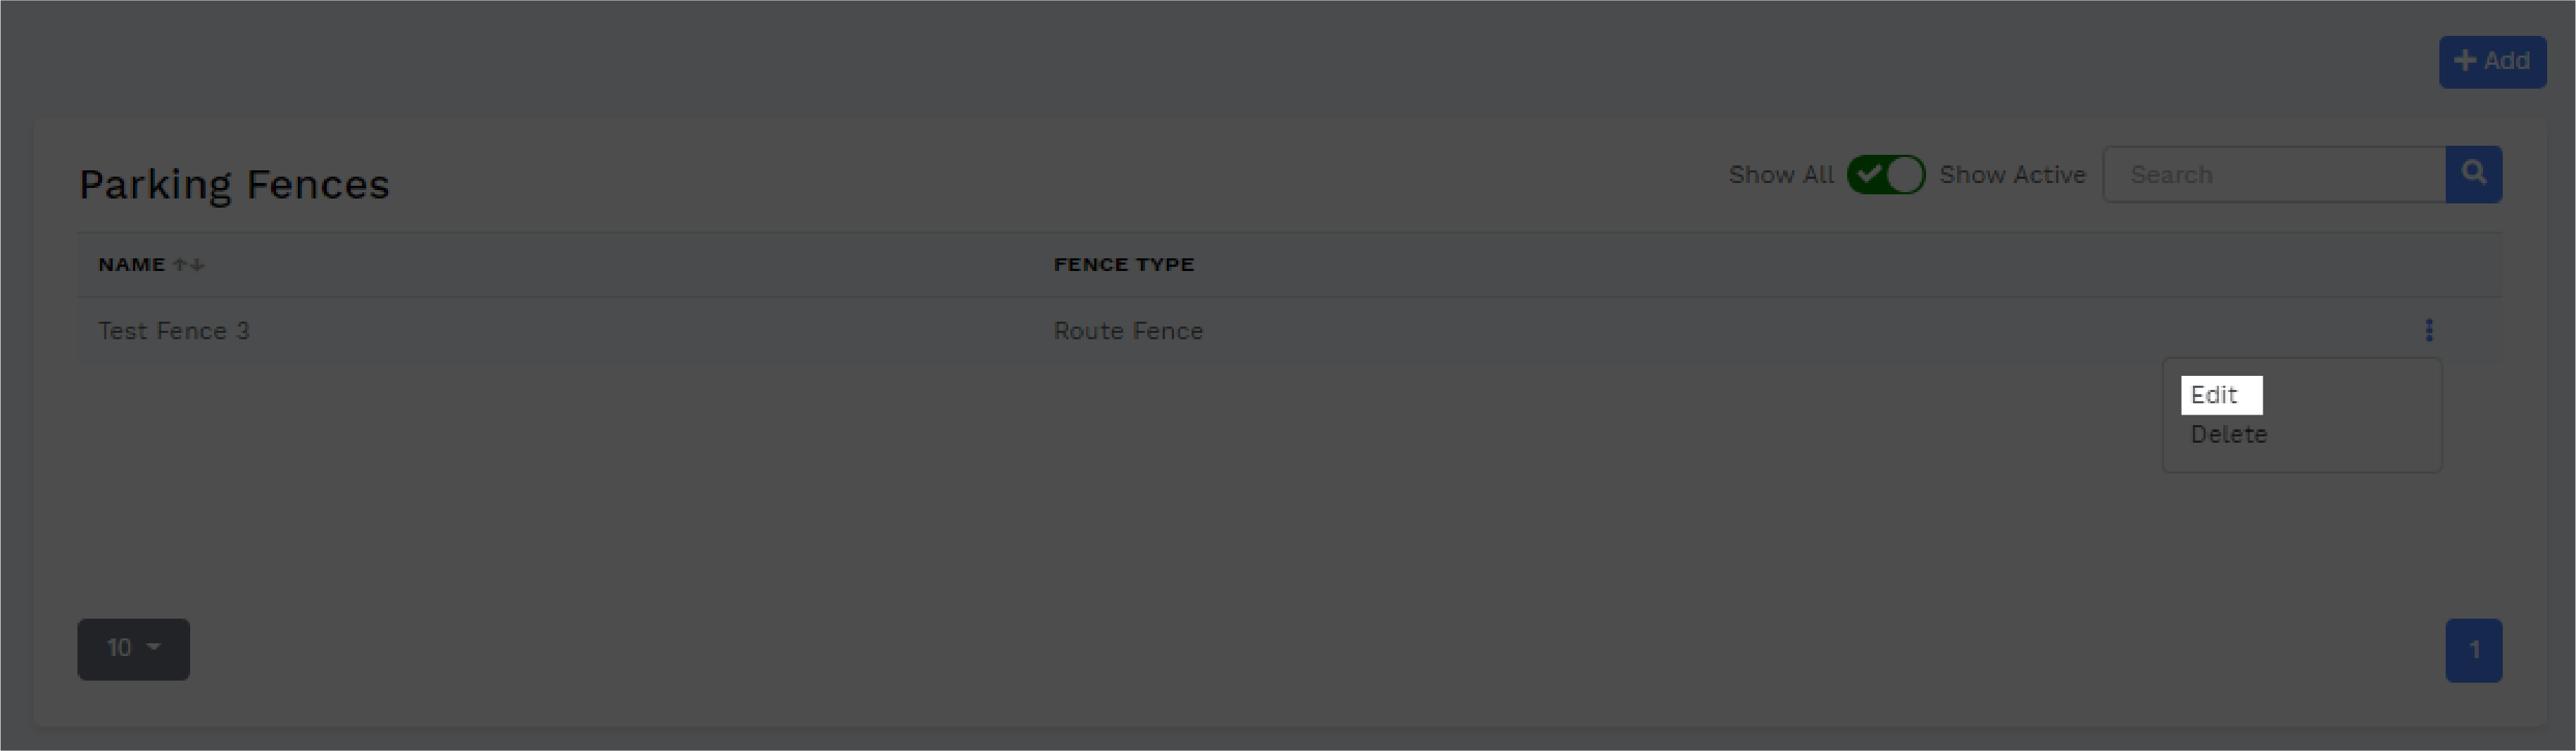 Add
Parking Fences
Show All Show Active Search
NAME FENCE TYPE
Test Fence 3 Route Fence
Edit
Delete
10 1